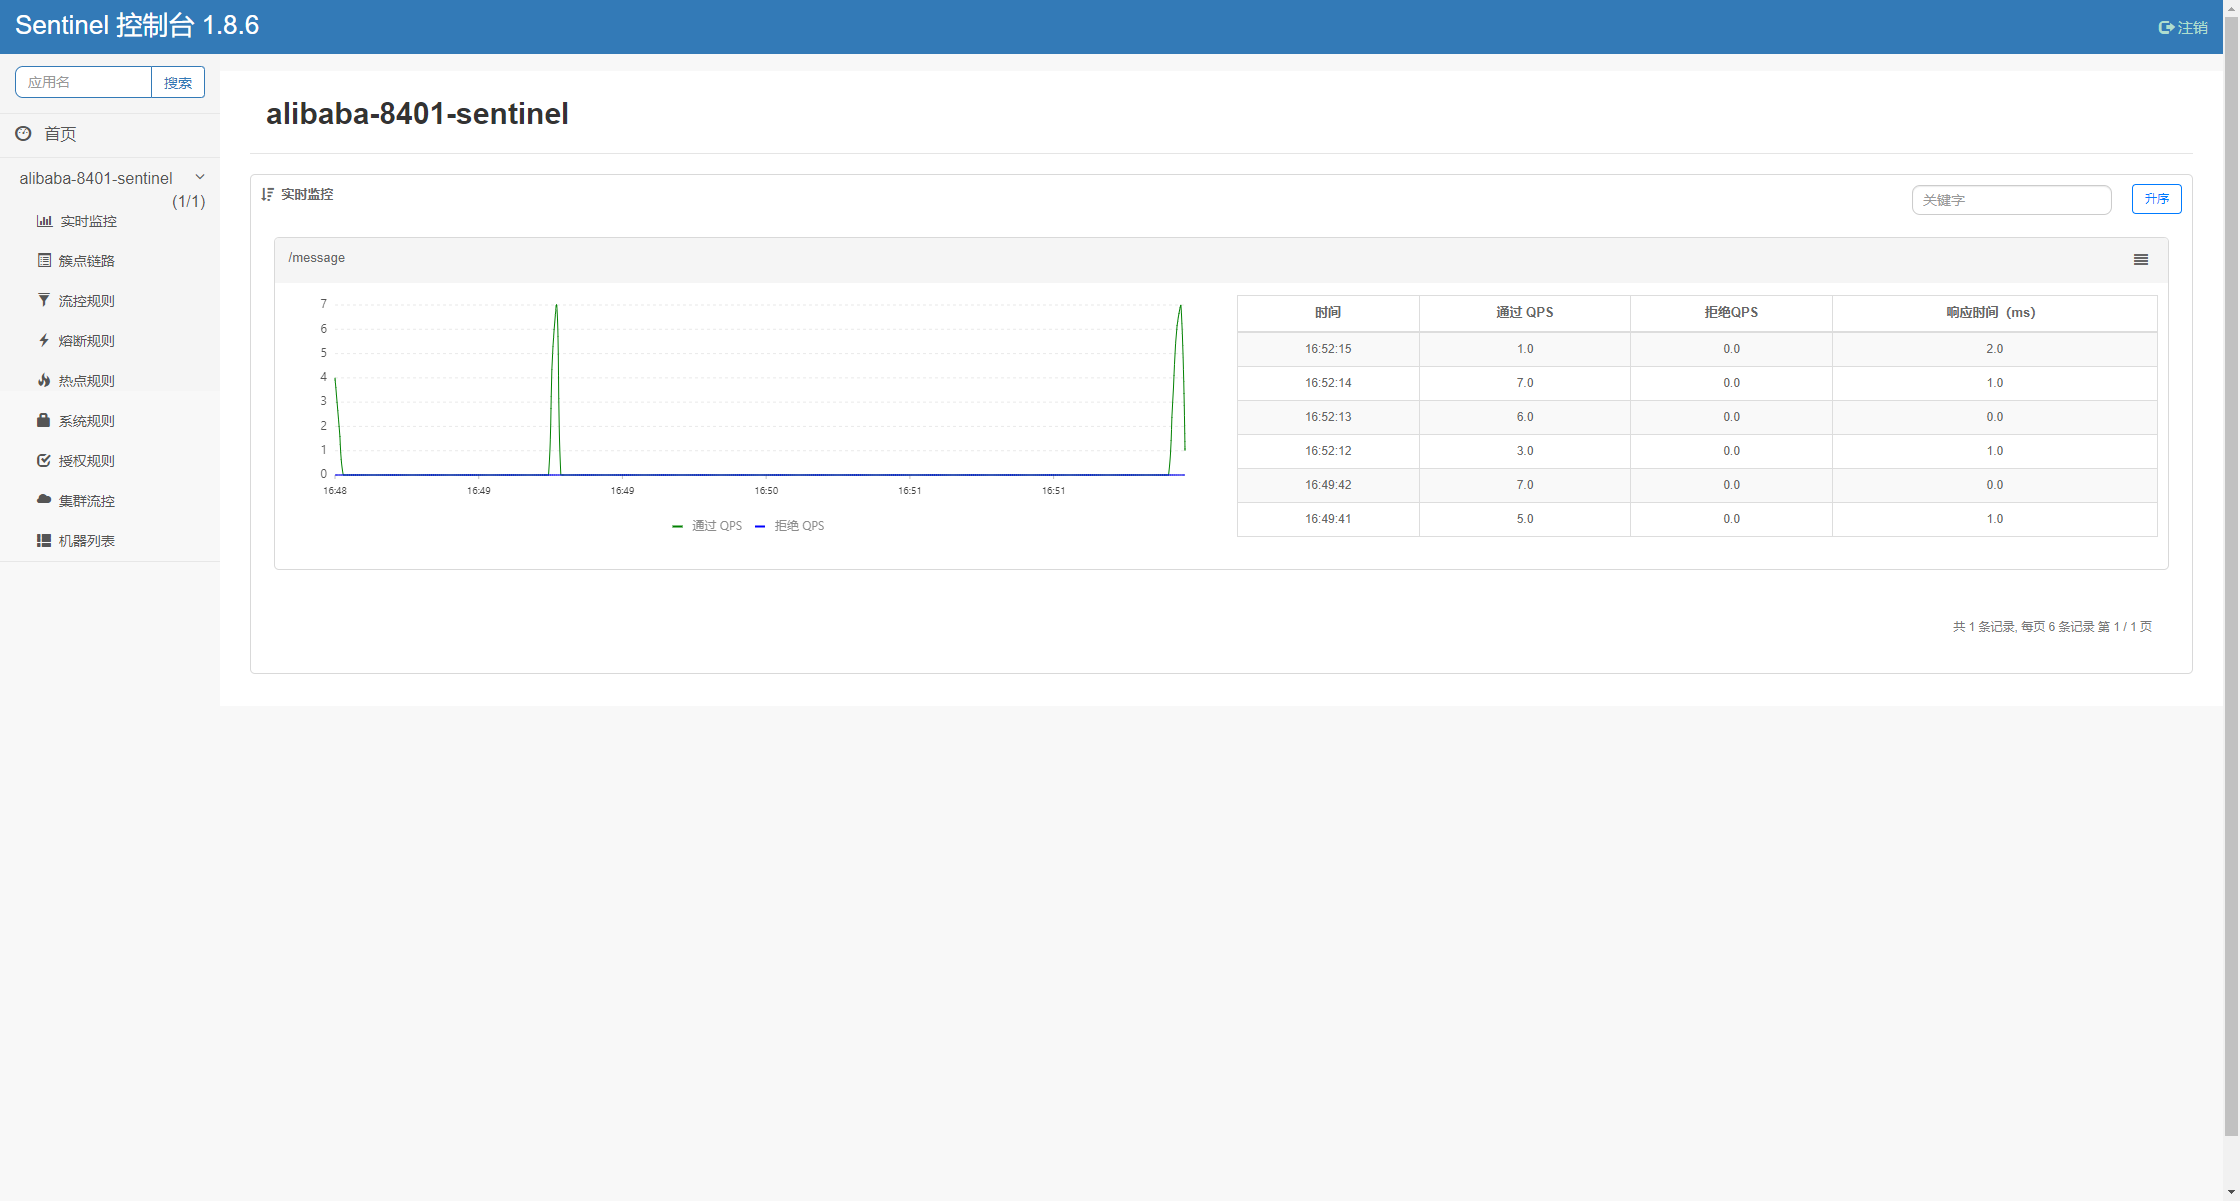 Sentinel 控制台 1.8.6
注销
应用名
搜索
首页
alibaba-8401-sentinel
(1/1)
实时监控
簇点链路
流控规则
熔断规则
热点规则
系统规则
授权规则
集群流控
机器列表
alibaba-8401-sentinel
实时监控
关键字
升序
/message
7
6
5
4
3
2
1
0
16:48 16:49 16:49 16:50 16:51 16:51
通过 QPS 拒绝 QPS
时间 通过 QPS 拒绝QPS 响应时间（ms）
16:52:15 1.0 0.0 2.0
16:52:14 7.0 0.0 1.0
16:52:13 6.0 0.0 0.0
16:52:12 3.0 0.0 1.0
16:49:42 7.0 0.0 0.0
16:49:41 5.0 0.0 1.0
共 1 条记录, 每页 6 条记录 第 1 / 1 页